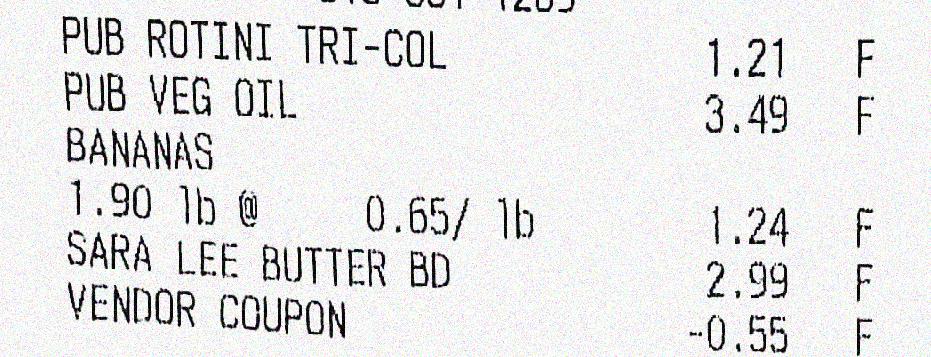 PUB ROTINI TRI-COL 1.21 F
PUB VEG OIL 3.49 F
BANANAS
1.90 lb @ 0.65/ lb 1.24 F
SARA LEE BUTTER BD 2.99 F
VENDOR COUPON -0.55 F